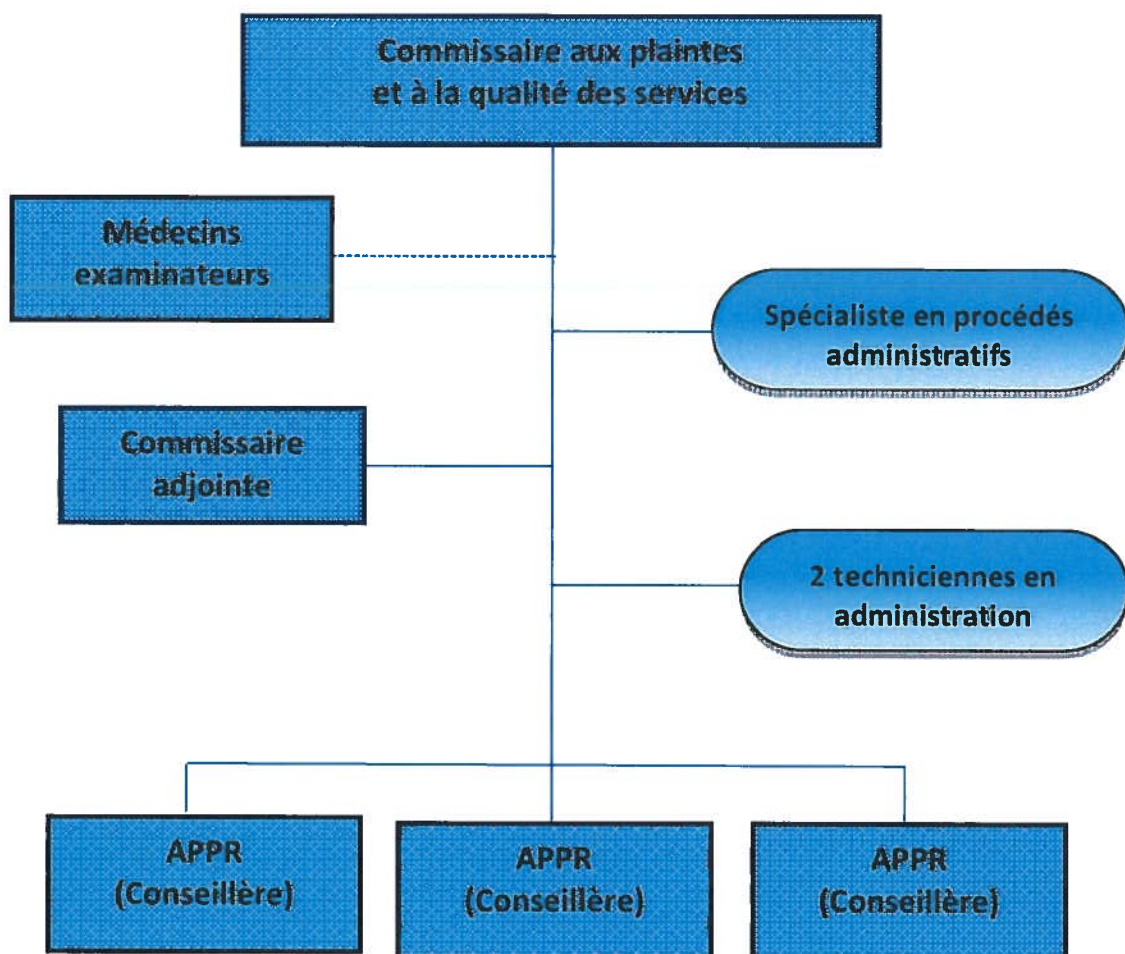 Commissaire aux plaintes
et à la qualité des services
Médecins
examinateurs
Spécialiste en procédés
administratifs
Commissaire
adjointe
2 techniciennes en
administration
APPR
(Conseillère)
APPR
(Conseillère)
APPR
(Conseillère)